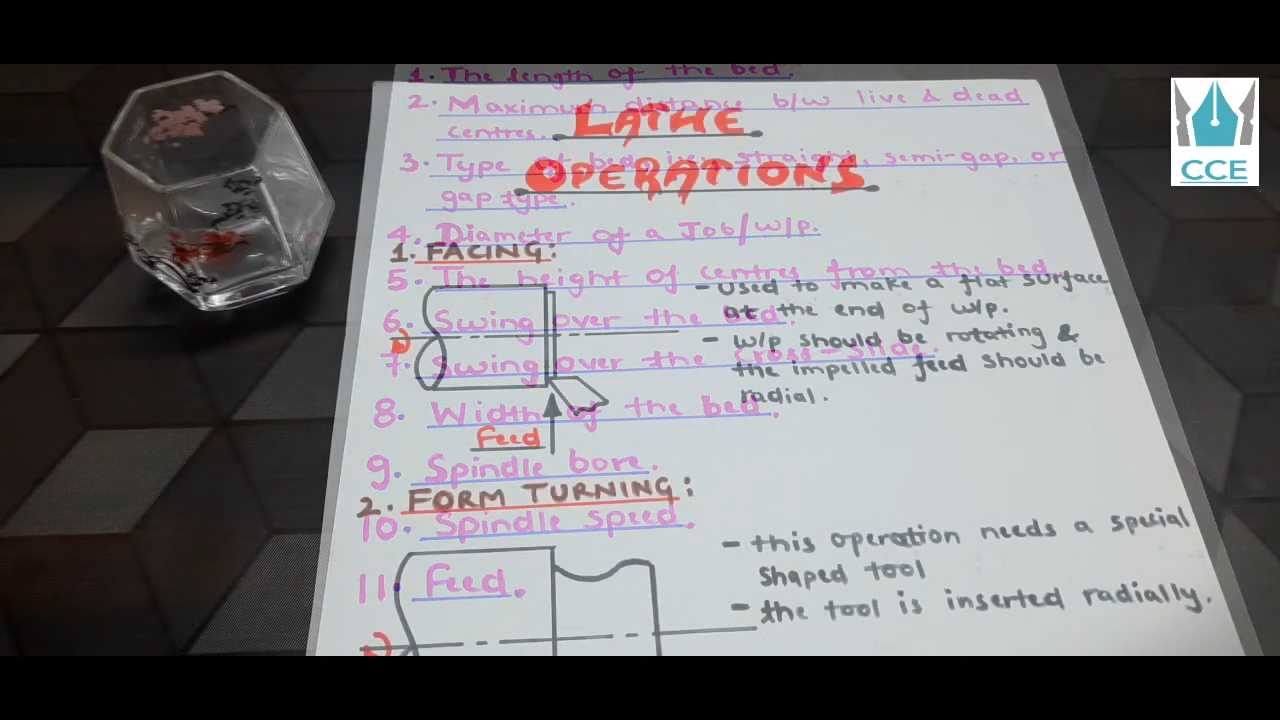 1. The length of the bed.
2. Maximum distance b/w live & dead
centres.
3. Type of bed, i.e., straight, semi-gap, or
gap type.
4. Diameter of a Job/w/p.
5. The height of centres from the bed
6. Swing over the bed.
7. Swing over the cross-slide.
8. Width of the bed.
9. Spindle bore.
10. Spindle speed.
11. Feed.
LATHE
OPERATIONS
1. FACING:
- used to make a flat surface
at the end of w/p.
- w/p should be rotating &
the impelled feed should be
radial.
Feed
2. FORM TURNING:
- this operation needs a special
shaped tool
- the tool is inserted radially.
CCE